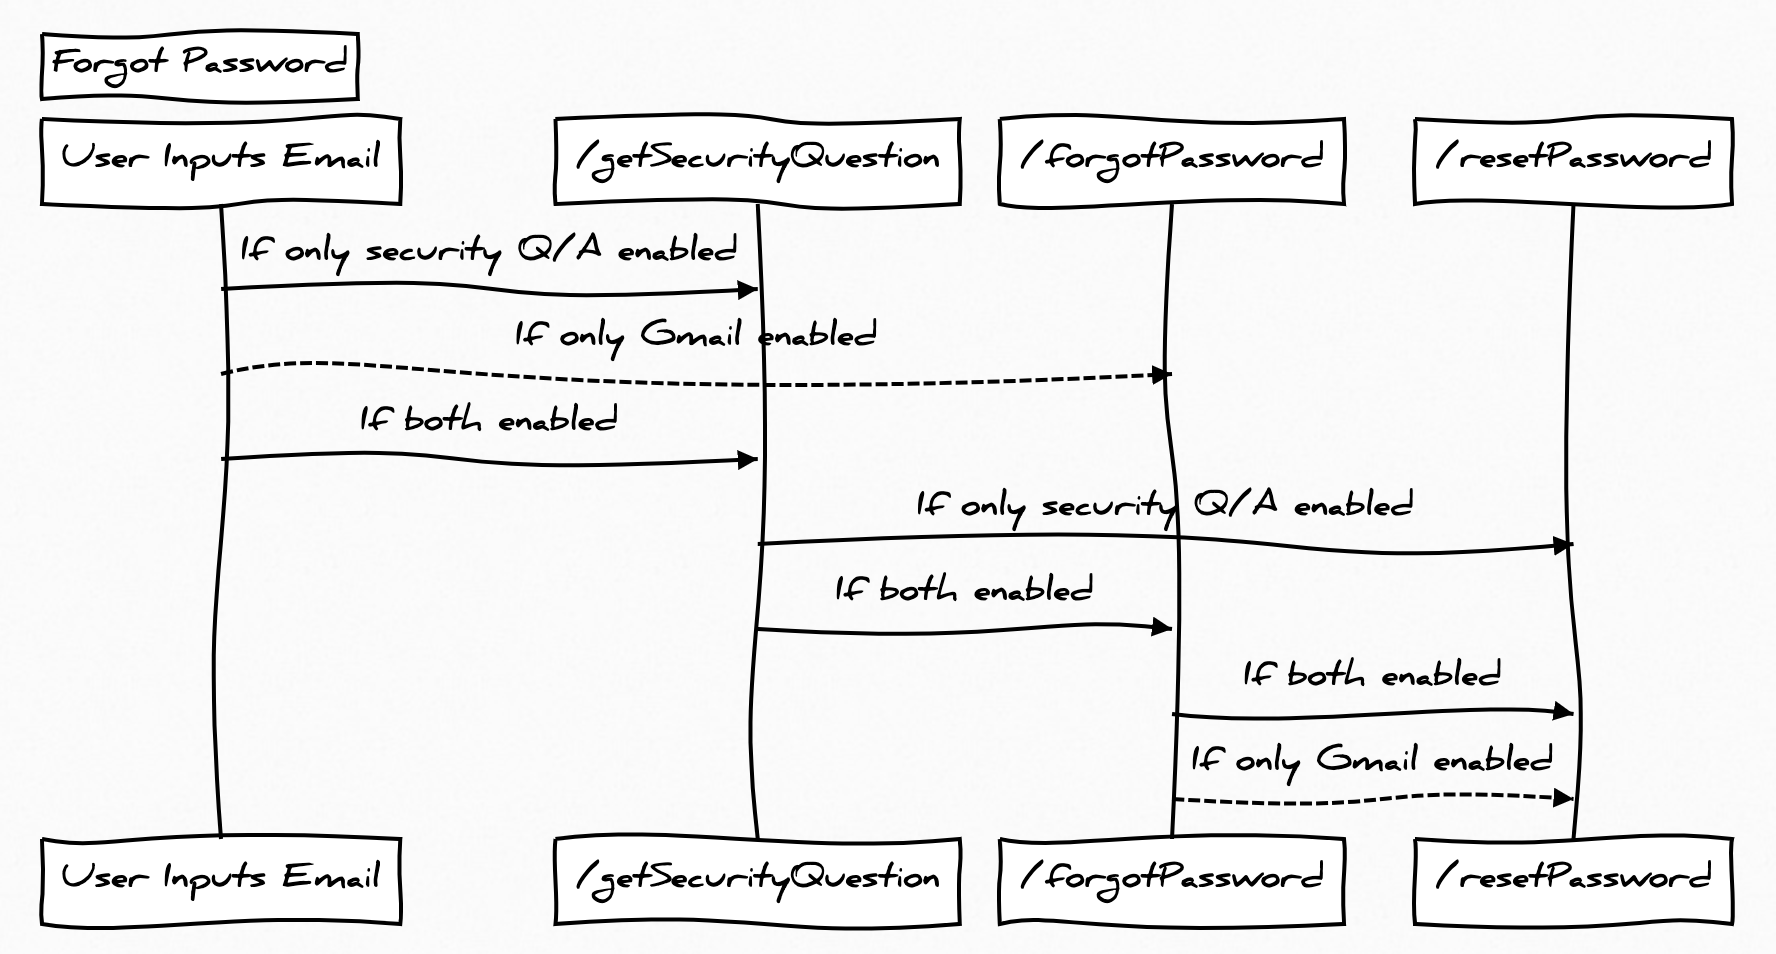 Forgot Password
User Inputs Email
/getSecurityQuestion
/forgotPassword
/resetPassword
If only security Q/A enabled
If only Gmail enabled
If both enabled
If only security Q/A enabled
If both enabled
If both enabled
If only Gmail enabled
User Inputs Email
/getSecurityQuestion
/forgotPassword
/resetPassword